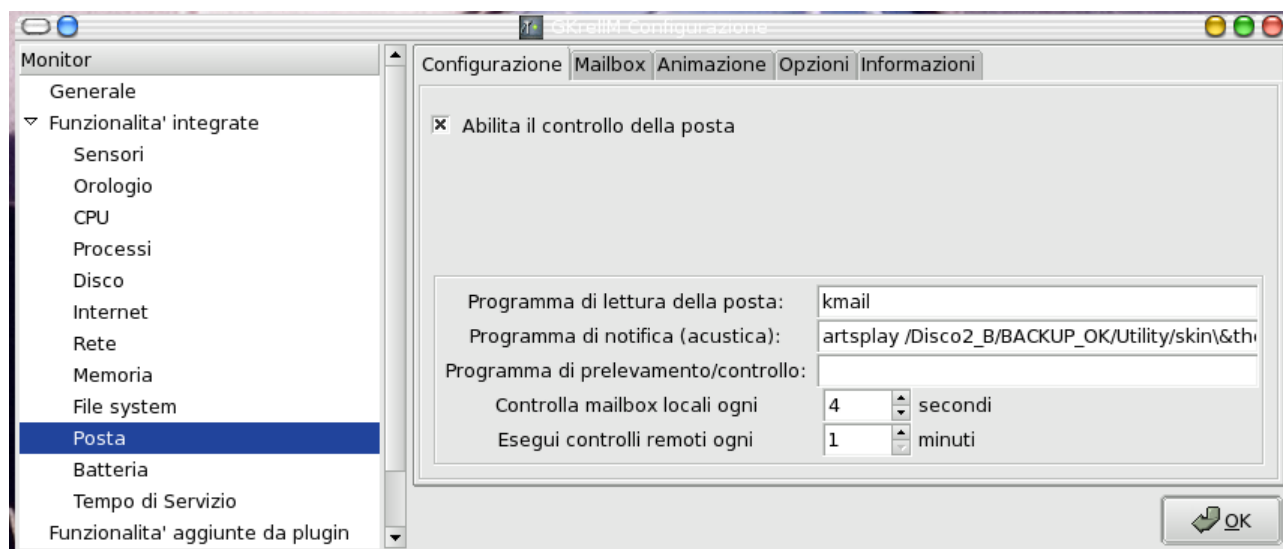 GKrellM Configurazione
Monitor
Generale
Funzionalita' integrate
Sensori
Orologio
CPU
Processi
Disco
Internet
Rete
Memoria
File system
Posta
Batteria
Tempo di Servizio
Funzionalita' aggiunte da plugin
Configurazione Mailbox Animazione Opzioni Informazioni
Abilita il controllo della posta
Programma di lettura della posta: kmail
Programma di notifica (acustica): artsplay /Disco2_B/BACKUP_OK/Utility/skin\&the
Programma di prelevamento/controllo:
Controlla mailbox locali ogni 4 secondi
Esegui controlli remoti ogni 1 minuti
OK